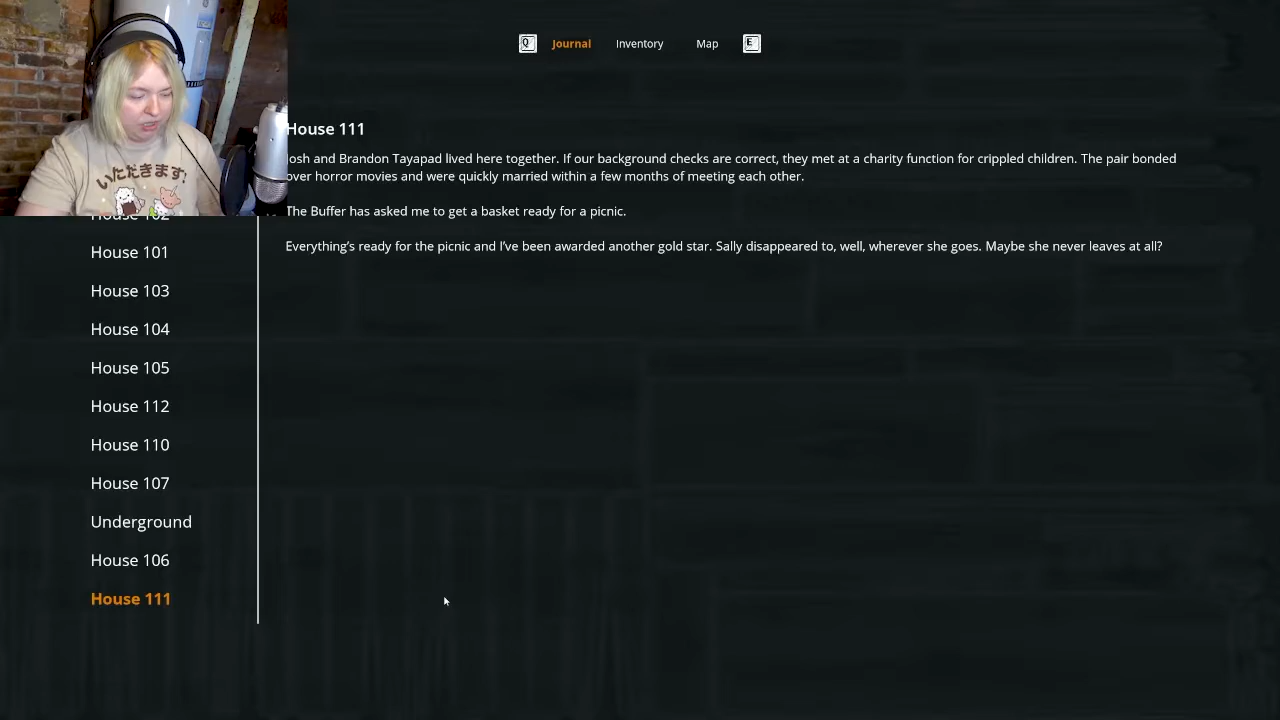 Q Journal Inventory Map E
いただきます!
House 111
Josh and Brandon Tayapad lived here together. If our background checks are correct, they met at a charity function for crippled children. The pair bonded
over horror movies and were quickly married within a few months of meeting each other.
The Buffer has asked me to get a basket ready for a picnic.
Everything's ready for the picnic and I've been awarded another gold star. Sally disappeared to, well, wherever she goes. Maybe she never leaves at all?
House 102
House 101
House 103
House 104
House 105
House 112
House 110
House 107
Underground
House 106
House 111